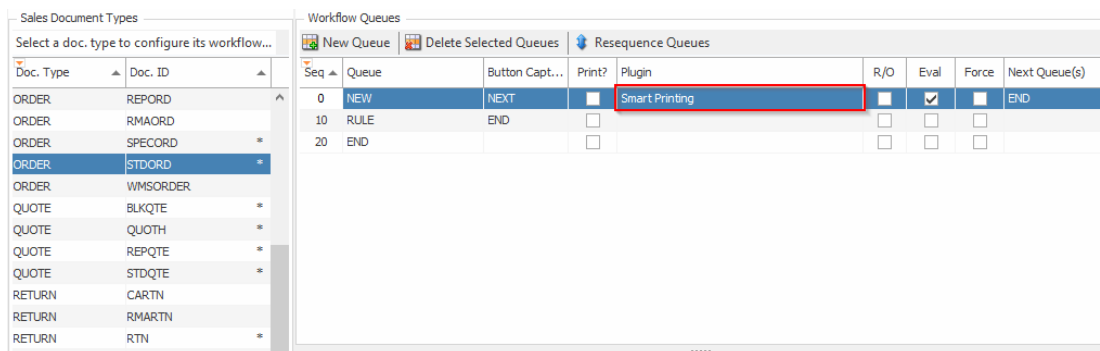 Sales Document Types
Select a doc. type to configure its workflow...
Doc. Type Doc. ID
ORDER REPORD
ORDER RMAORD
ORDER SPECORD *
ORDER STDORD *
ORDER WMSORDER
QUOTE BLKQTE *
QUOTE QUOTH *
QUOTE REPQTE *
QUOTE STDQTE *
RETURN CARTN
RETURN RMARTN
RETURN RTN *
Workflow Queues
New Queue Delete Selected Queues Resequence Queues
Seq Queue Button Capt... Print? Plugin R/O Eval Force Next Queue(s)
0 NEW NEXT Smart Printing END
10 RULE END
20 END